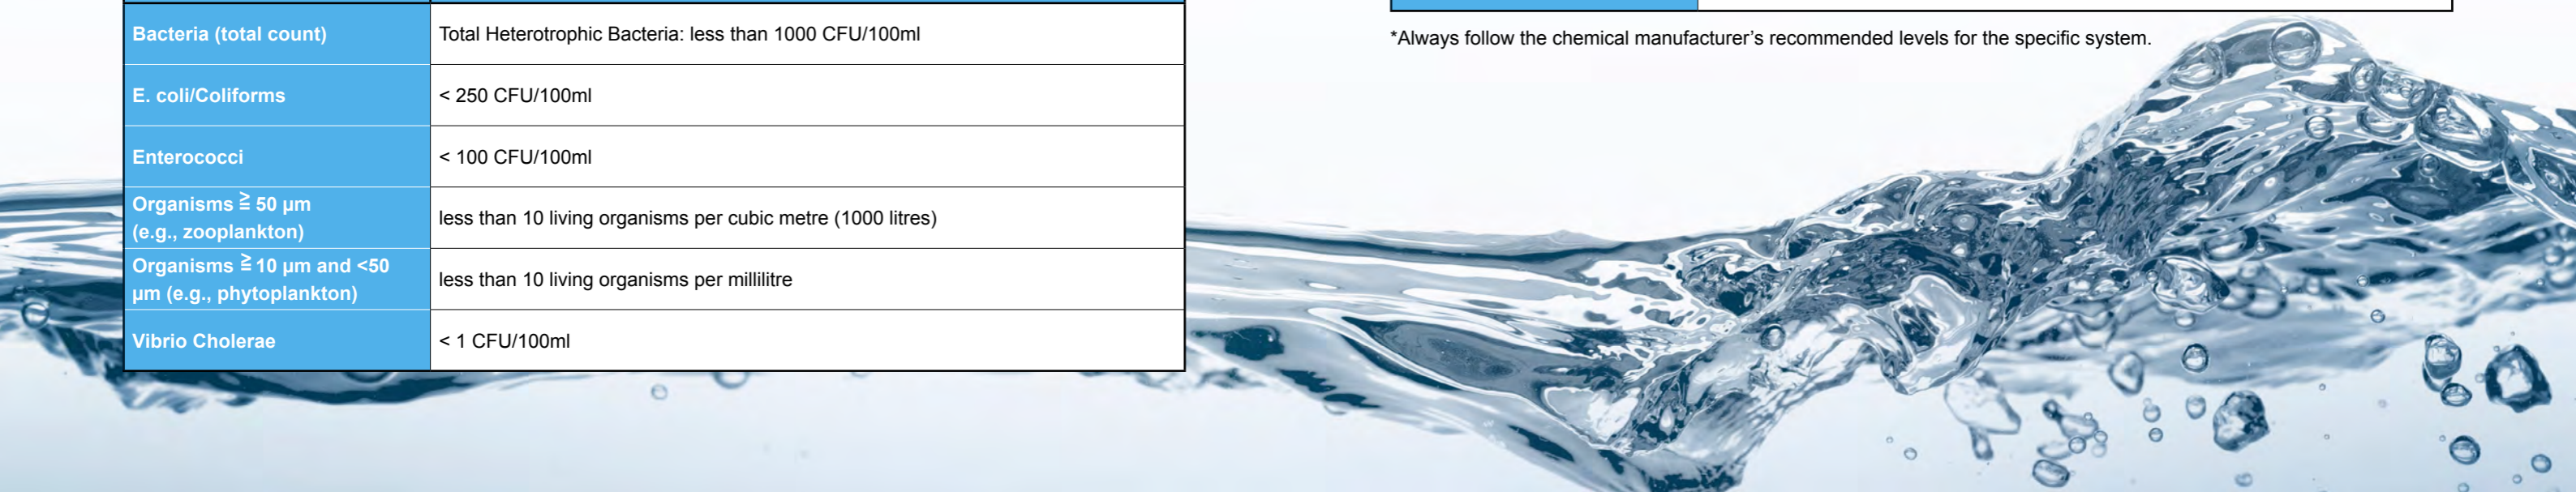 Bacteria (total count)
Total Heterotrophic Bacteria: less than 1000 CFU/100ml
E. coli/Coliforms
< 250 CFU/100ml
Enterococci
< 100 CFU/100ml
Organisms ≧ 50 µm
(e.g., zooplankton)
less than 10 living organisms per cubic metre (1000 litres)
Organisms ≧ 10 µm and <50
µm (e.g., phytoplankton)
less than 10 living organisms per millilitre
Vibrio Cholerae
< 1 CFU/100ml
*Always follow the chemical manufacturer’s recommended levels for the specific system.